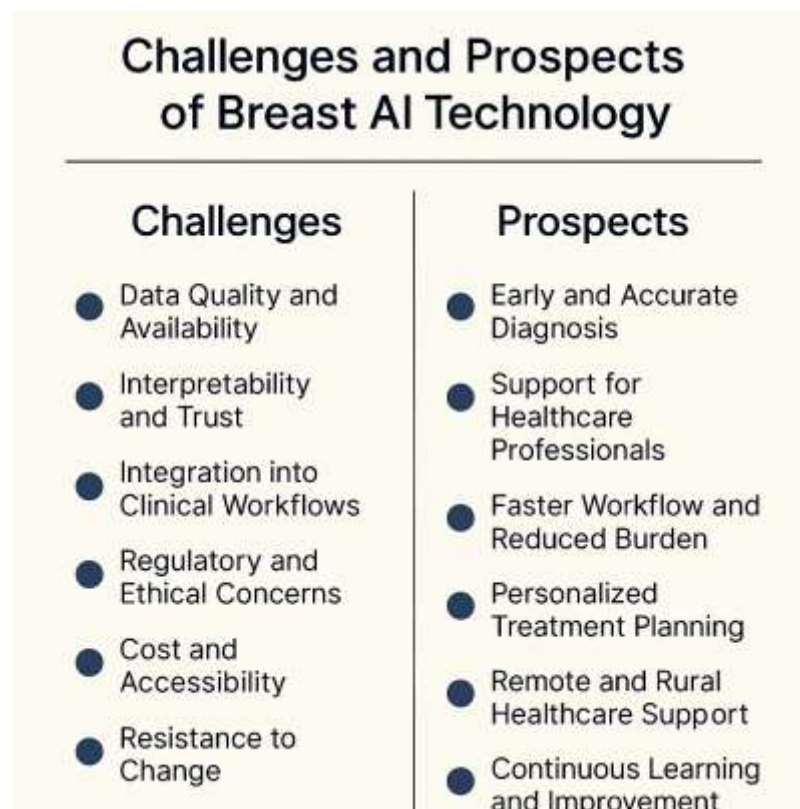 Challenges and Prospects
of Breast AI Technology
Challenges
Data Quality and
Availability
Interpretability
and Trust
Integration into
Clinical Workflows
Regulatory and
Ethical Concerns
Cost and
Accessibility
Resistance to
Change
Prospects
Early and Accurate
Diagnosis
Support for
Healthcare
Professionals
Faster Workflow and
Reduced Burden
Personalized
Treatment Planning
Remote and Rural
Healthcare Support
Continuous Learning
and Improvement